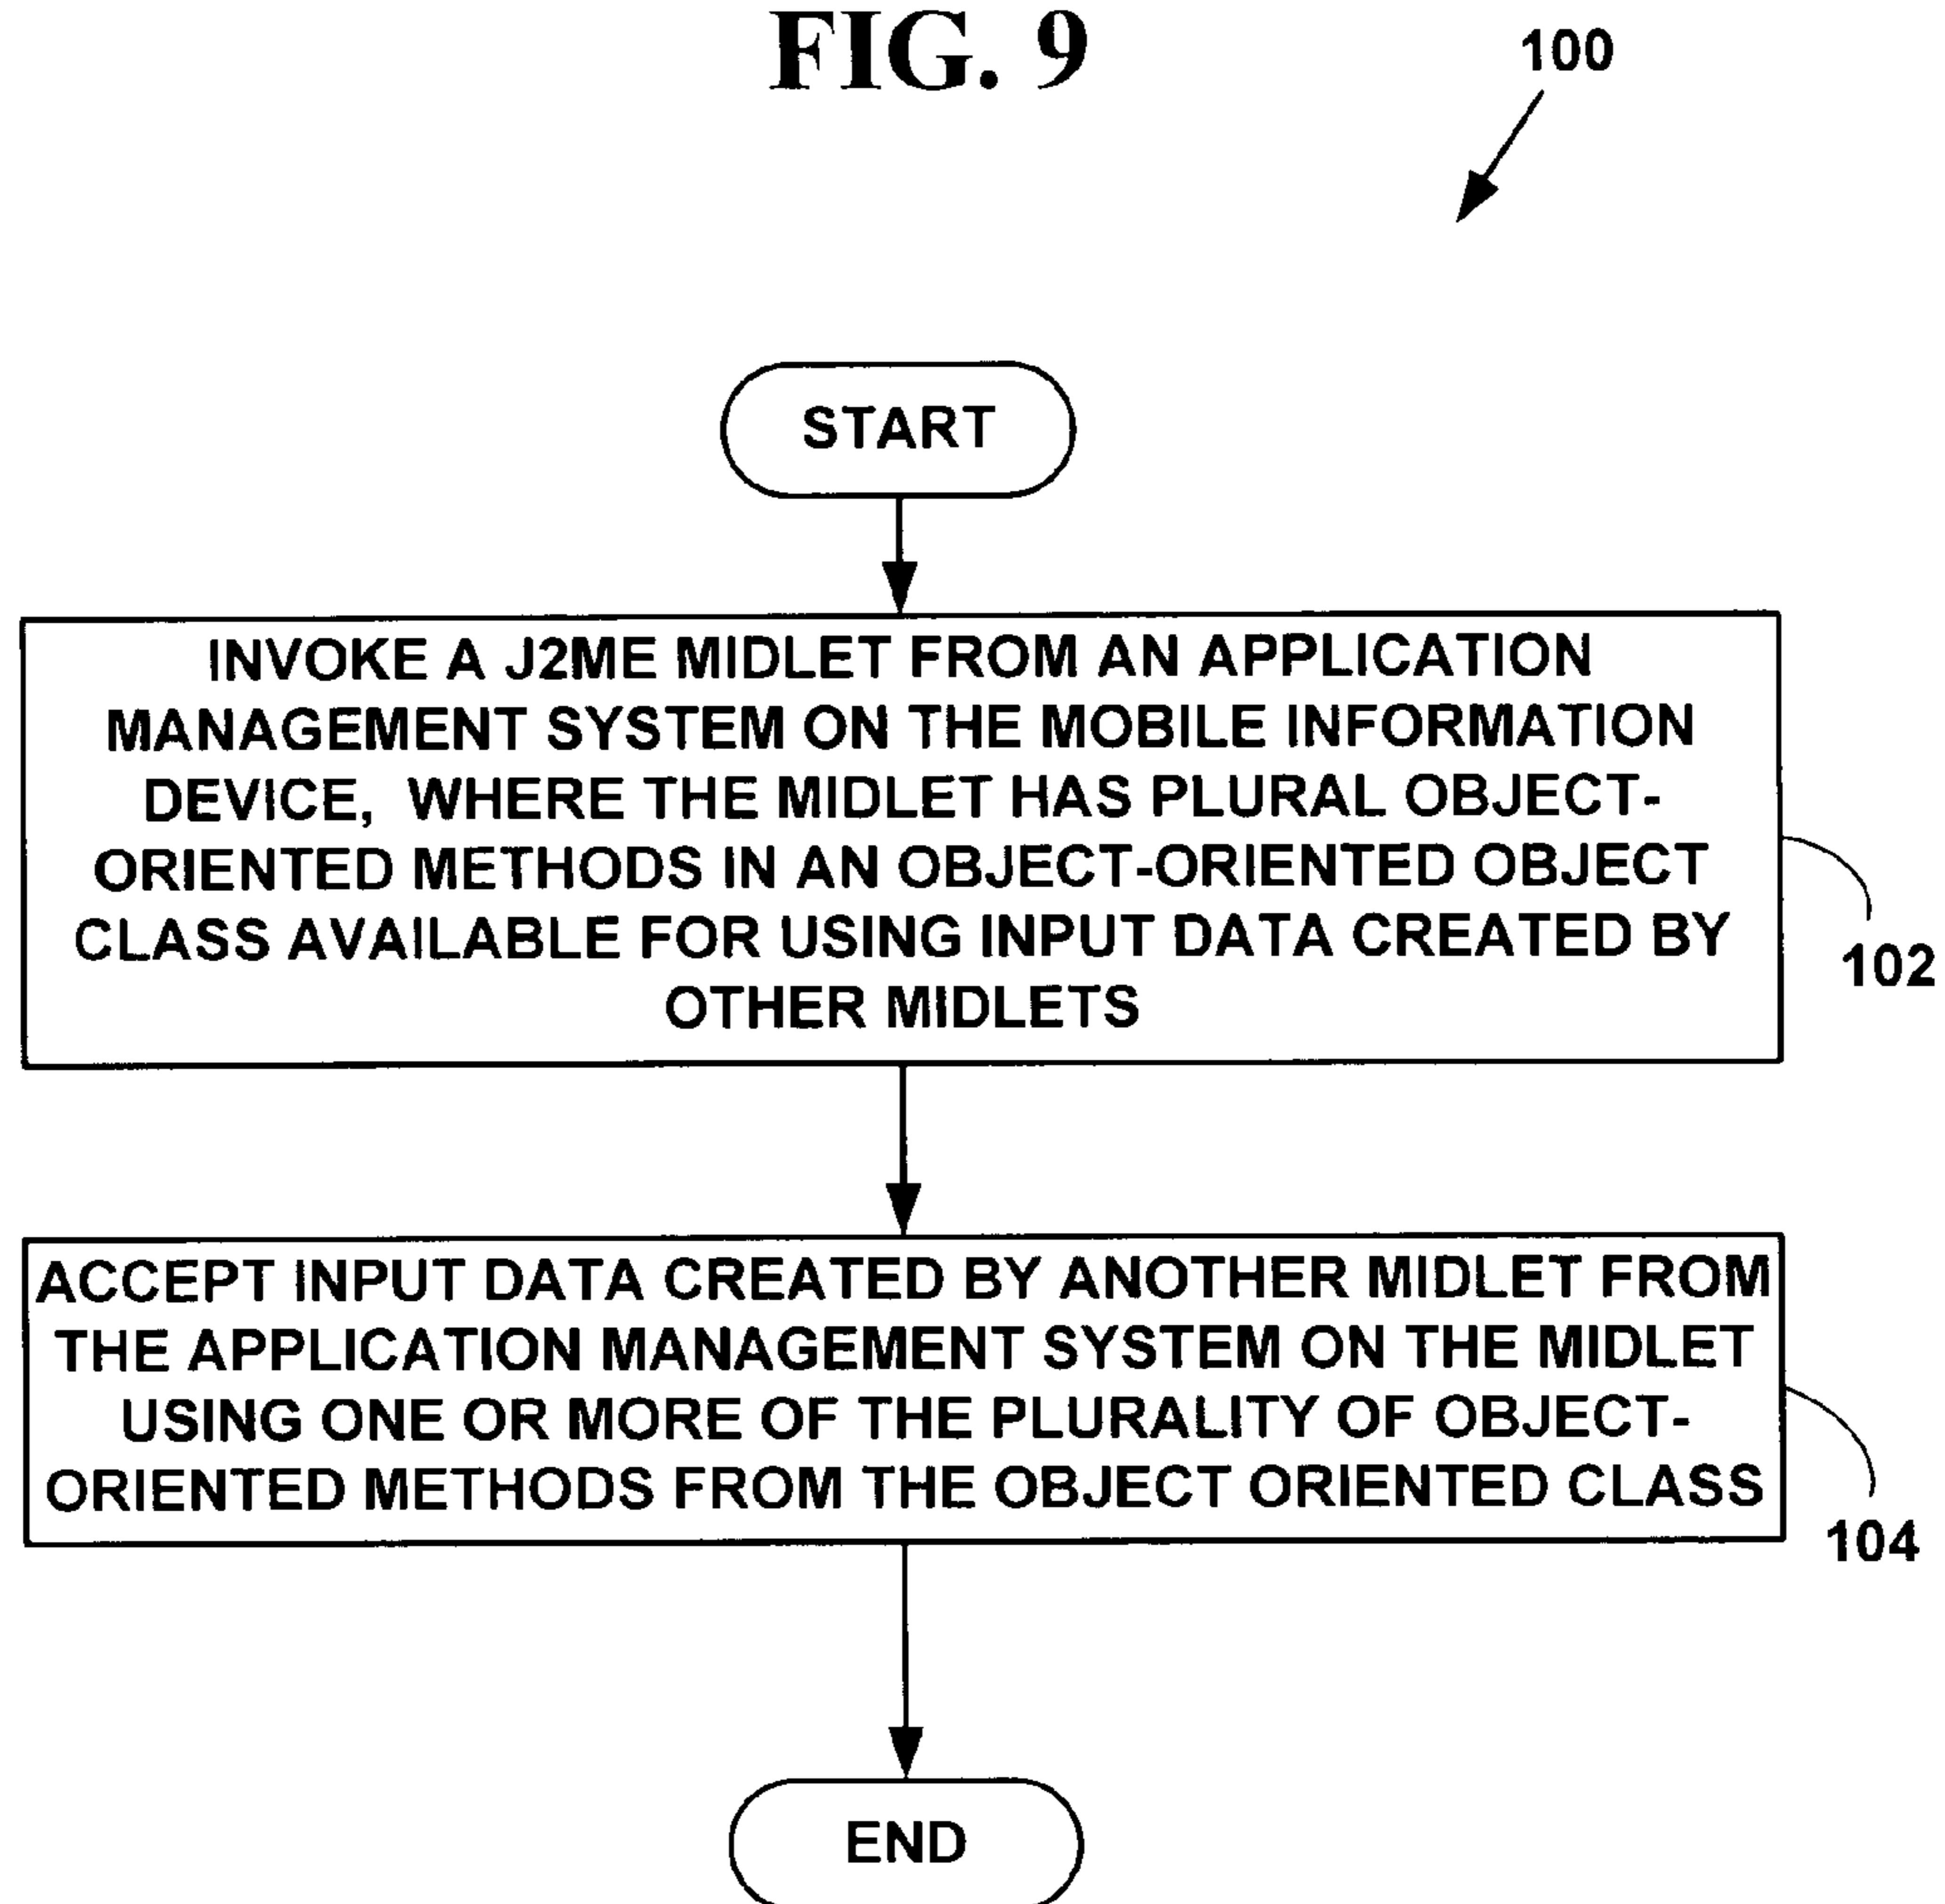 FIG. 9
100
START
INVOKE A J2ME MIDLET FROM AN APPLICATION
MANAGEMENT SYSTEM ON THE MOBILE INFORMATION
DEVICE, WHERE THE MIDLET HAS PLURAL OBJECT-
ORIENTED METHODS IN AN OBJECT-ORIENTED OBJECT
CLASS AVAILABLE FOR USING INPUT DATA CREATED BY
OTHER MIDLETS
102
ACCEPT INPUT DATA CREATED BY ANOTHER MIDLET FROM
THE APPLICATION MANAGEMENT SYSTEM ON THE MIDLET
USING ONE OR MORE OF THE PLURALITY OF OBJECT-
ORIENTED METHODS FROM THE OBJECT ORIENTED CLASS
104
END